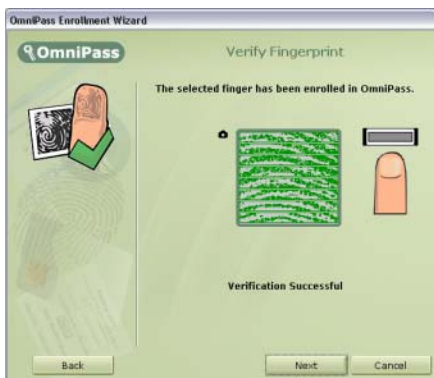 OmniPass Enrollment Wizard
OmniPass
Verify Fingerprint
The selected finger has been enrolled in OmniPass.
Verification Successful
Back
Next
Cancel